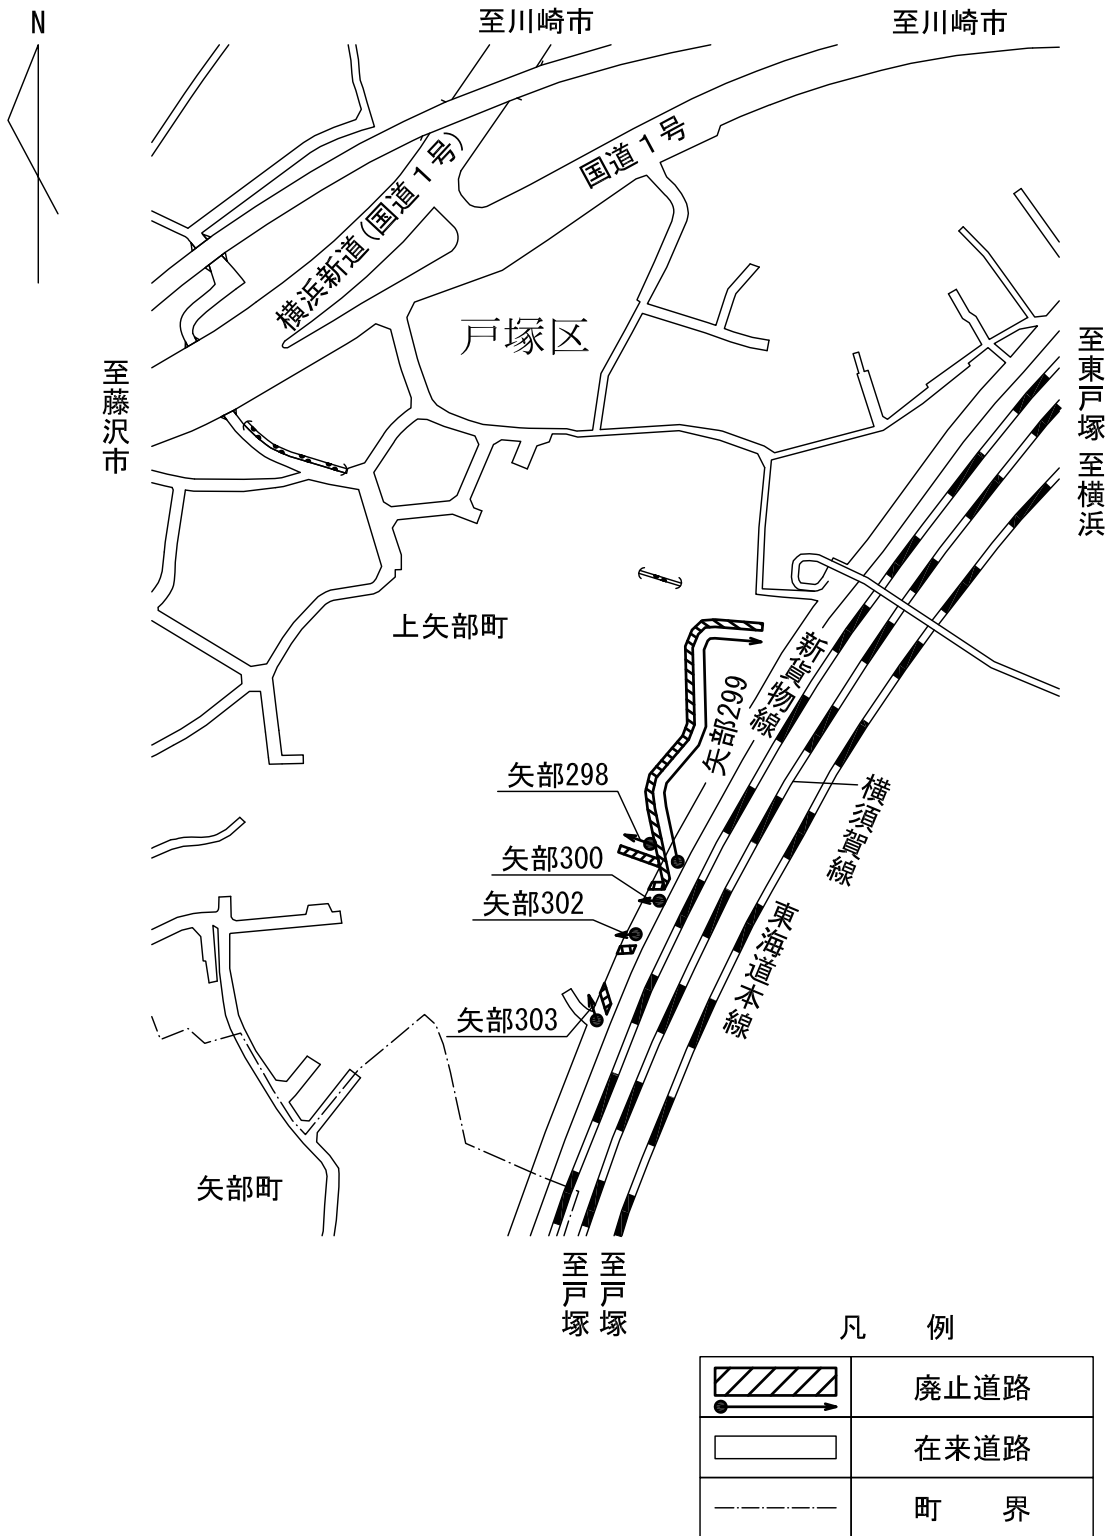 N
至川崎市
至川崎市
国道1号
横浜新道(国道1号)
戸塚区
至藤沢市
至東戸塚
至横浜
上矢部町
新貨物線
矢部299
矢部298
横須賀線
矢部300
矢部302
東海道本線
矢部303
矢部町
至戸塚
至戸塚
凡 例
廃止道路
在来道路
町 界